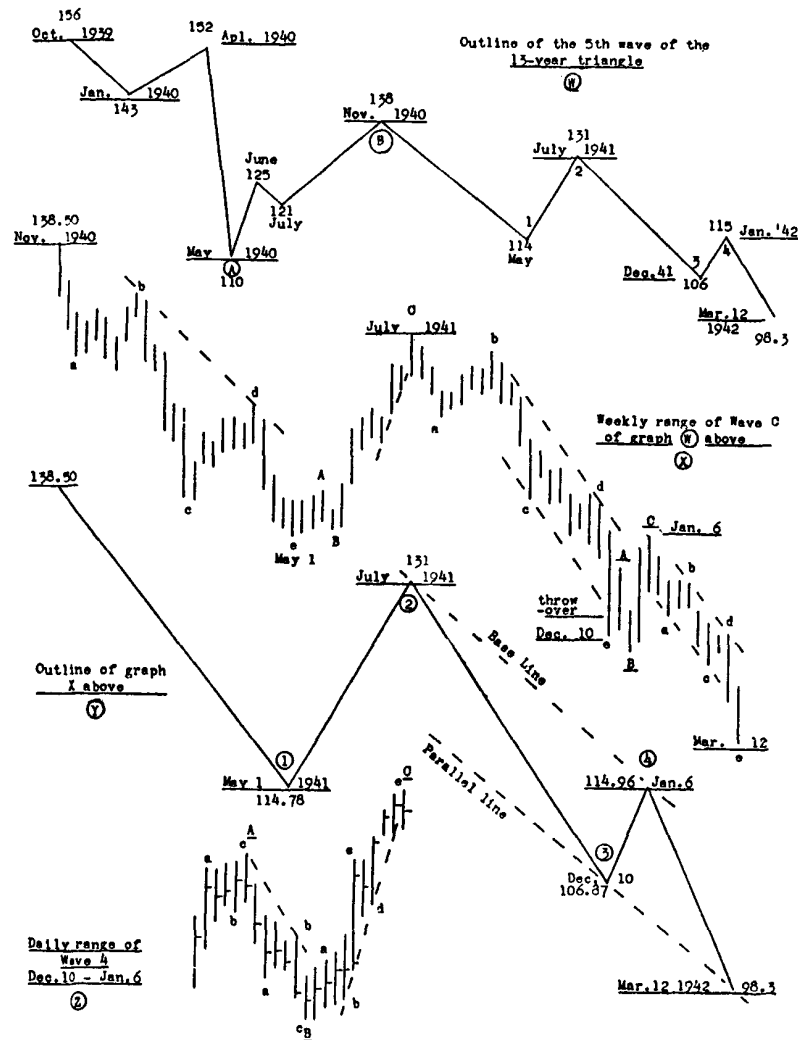 156
Oct. 1939
Jan. 1940
143
152
Apl. 1940
Outline of the 5th wave of the
13-year triangle
W
June
125
121
July
May 1940
A
110
138
Nov. 1940
B
131
July 1941
2
1
114
May
115
Jan. '42
4
3
Dec.41
106
Mar.12
1942
98.3
138.50
Nov. 1940
a
b
c
d
e
May 1
A
B
C
July 1941
a
b
c
d
Weekly range of Wave C
of graph W above
X
throw
-over
Dec. 10
e
A
B
C Jan. 6
a
b
c
d
Mar. 12
e
138.50
Outline of graph
X above
Y
1
May 1 1941
114.78
131
July 1941
2
Base Line
Parallel line
3
Dec. 10
106.87
4
114.96 Jan.6
Mar.12 1942
98.3
Daily range of
Wave 4
Dec.10 - Jan.6
Z
a
b
c
A
a
b
c
B
a
b
c
d
e
C